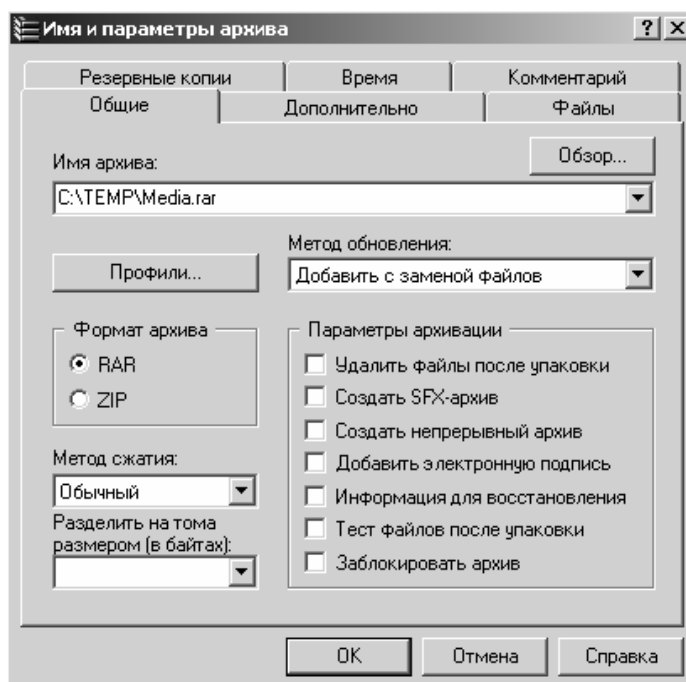 Имя и параметры архива
Резервные копии
Время
Комментарий
Общие
Дополнительно
Файлы
Имя архива:
Обзор...
C:\TEMP\Media.rar
Метод обновления:
Профили...
Добавить с заменой файлов
Формат архива
RAR
ZIP
Метод сжатия:
Обычный
Разделить на тома
размером (в байтах):
Параметры архивации
Удалить файлы после упаковки
Создать SFX-архив
Создать непрерывный архив
Добавить электронную подпись
Информация для восстановления
Тест файлов после упаковки
Заблокировать архив
OK
Отмена
Справка